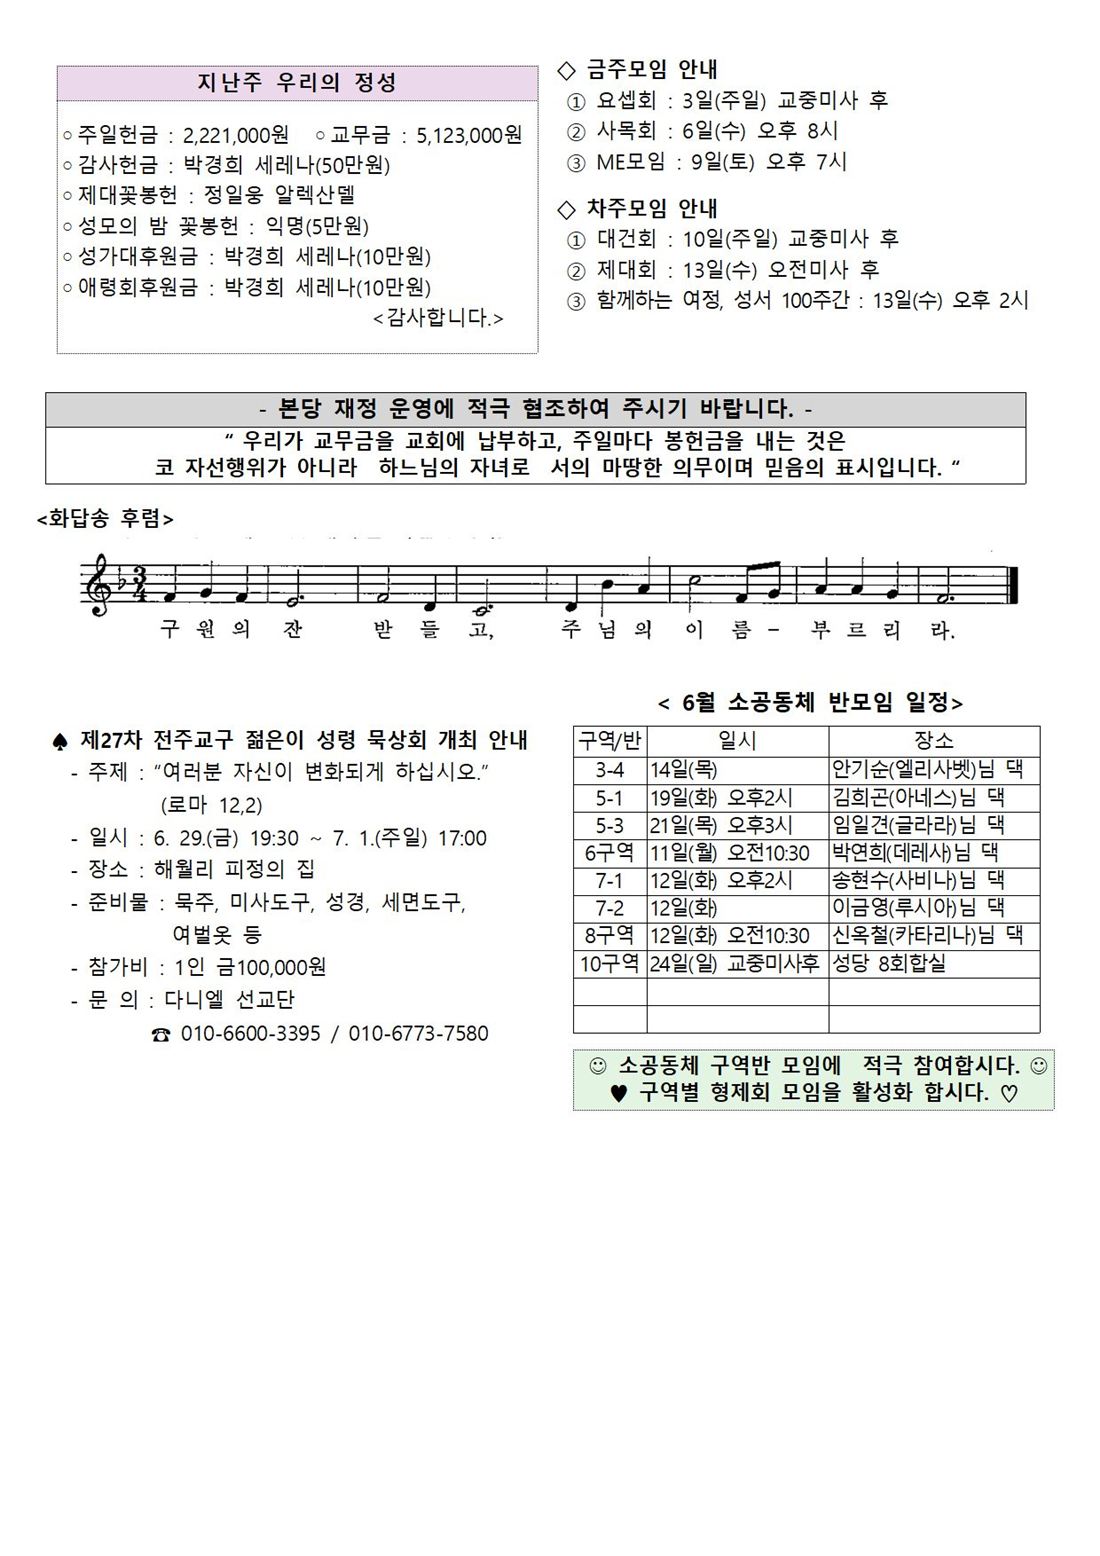 지난주 우리의 정성
○ 주일헌금 : 2,221,000원 ○ 교무금 : 5,123,000원
○ 감사헌금 : 박경희 세레나(50만원)
○ 제대꽃봉헌 : 정일웅 알렉산델
○ 성모의 밤 꽃봉헌 : 익명(5만원)
○ 성가대후원금 : 박경희 세레나(10만원)
○ 애령회후원금 : 박경희 세레나(10만원)
<감사합니다.>
◇ 금주모임 안내
① 요셉회 : 3일(주일) 교중미사 후
② 사목회 : 6일(수) 오후 8시
③ ME모임 : 9일(토) 오후 7시
◇ 차주모임 안내
① 대건회 : 10일(주일) 교중미사 후
② 제대회 : 13일(수) 오전미사 후
③ 함께하는 여정, 성서 100주간 : 13일(수) 오후 2시
- 본당 재정 운영에 적극 협조하여 주시기 바랍니다. -
“ 우리가 교무금을 교회에 납부하고, 주일마다 봉헌금을 내는 것은
코 자선행위가 아니라 하느님의 자녀로 서의 마땅한 의무이며 믿음의 표시입니다. “
<화답송 후렴>
3/4
구 원 의 잔 받 들 고, 주 님 의 이 름 - 부 르 리 라.
♠ 제27차 전주교구 젊은이 성령 묵상회 개최 안내
- 주제 : “여러분 자신이 변화되게 하십시오.”
(로마 12,2)
- 일시 : 6. 29.(금) 19:30 ~ 7. 1.(주일) 17:00
- 장소 : 해월리 피정의 집
- 준비물 : 묵주, 미사도구, 성경, 세면도구,
여벌옷 등
- 참가비 : 1인 금100,000원
- 문 의 : 다니엘 선교단
☎ 010-6600-3395 / 010-6773-7580
< 6월 소공동체 반모임 일정>
구역/반 일시 장소
3-4 14일(목) 안기순(엘리사벳)님 댁
5-1 19일(화) 오후2시 김희곤(아네스)님 댁
5-3 21일(목) 오후3시 임일견(글라라)님 댁
6구역 11일(월) 오전10:30 박연희(데레사)님 댁
7-1 12일(화) 오후2시 송현수(사비나)님 댁
7-2 12일(화) 이금영(루시아)님 댁
8구역 12일(화) 오전10:30 신옥철(카타리나)님 댁
10구역 24일(일) 교중미사후 성당 8회합실
☺ 소공동체 구역반 모임에 적극 참여합시다. ☺
♥ 구역별 형제회 모임을 활성화 합시다. ♡